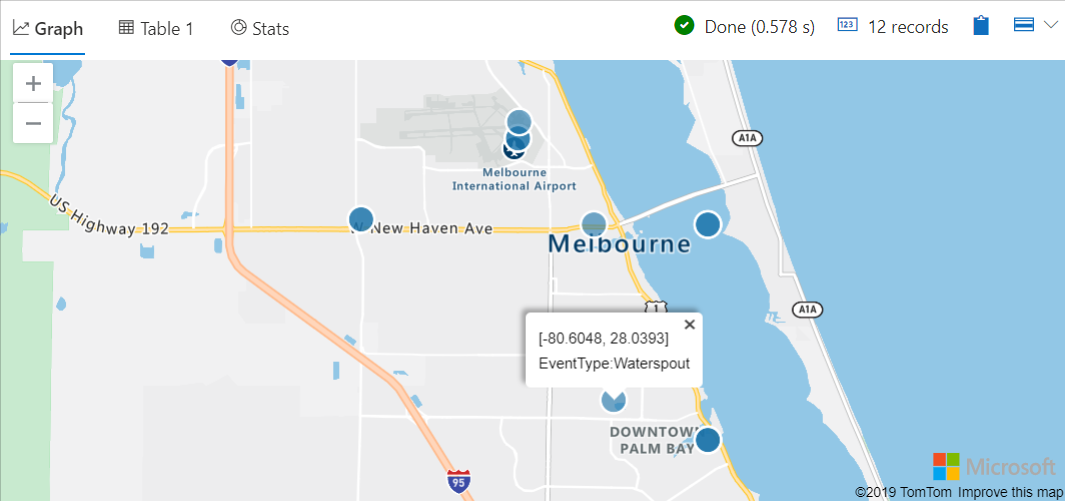 Graph
Table 1
Stats
Done (0.578 s)
123
12 records
+
−
A1A
Melbourne
International Airport
US Highway 192
New Haven Ave
Melbourne
1
A1A
[-80.6048, 28.0393]
EventType:Waterspout
DOWNTOWN
PALM BAY
95
Microsoft
©2019 TomTom Improve this map